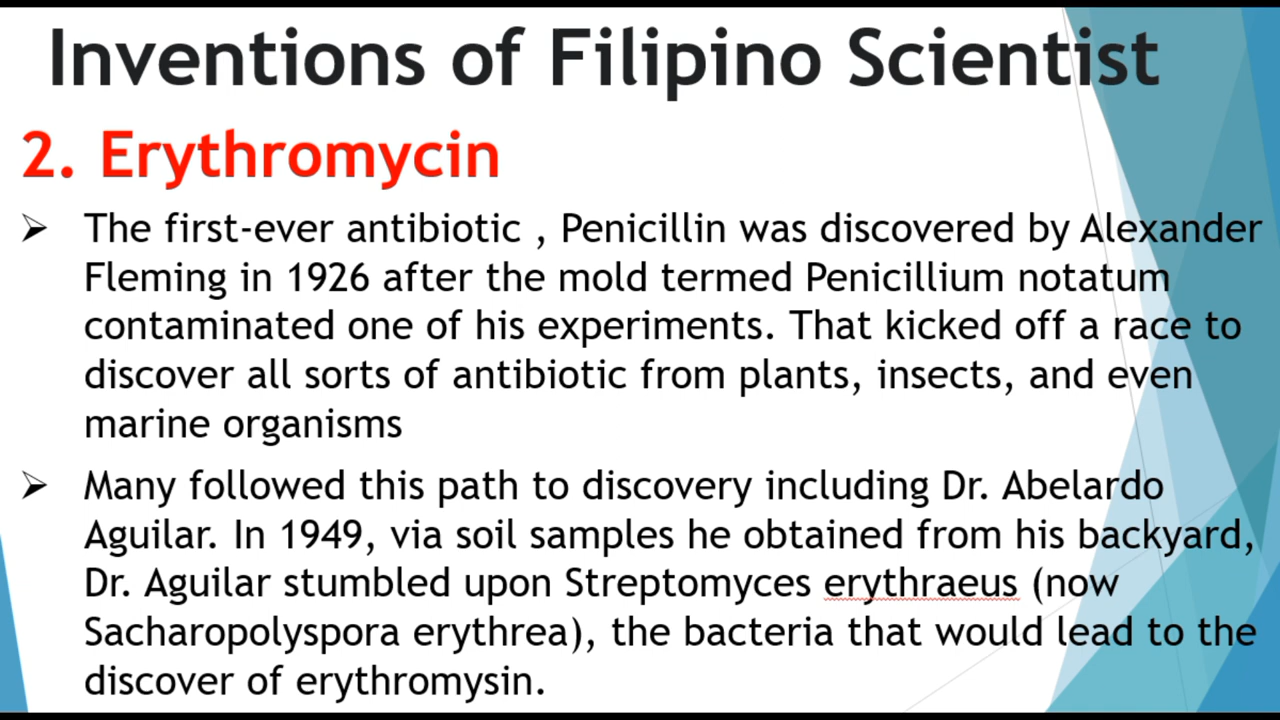 Inventions of Filipino Scientist
2. Erythromycin
➢ The first-ever antibiotic , Penicillin was discovered by Alexander
Fleming in 1926 after the mold termed Penicillium notatum
contaminated one of his experiments. That kicked off a race to
discover all sorts of antibiotic from plants, insects, and even
marine organisms
➢ Many followed this path to discovery including Dr. Abelardo
Aguilar. In 1949, via soil samples he obtained from his backyard,
Dr. Aguilar stumbled upon Streptomyces erythraeus (now
Sacharopolyspora erythrea), the bacteria that would lead to the
discover of erythromysin.